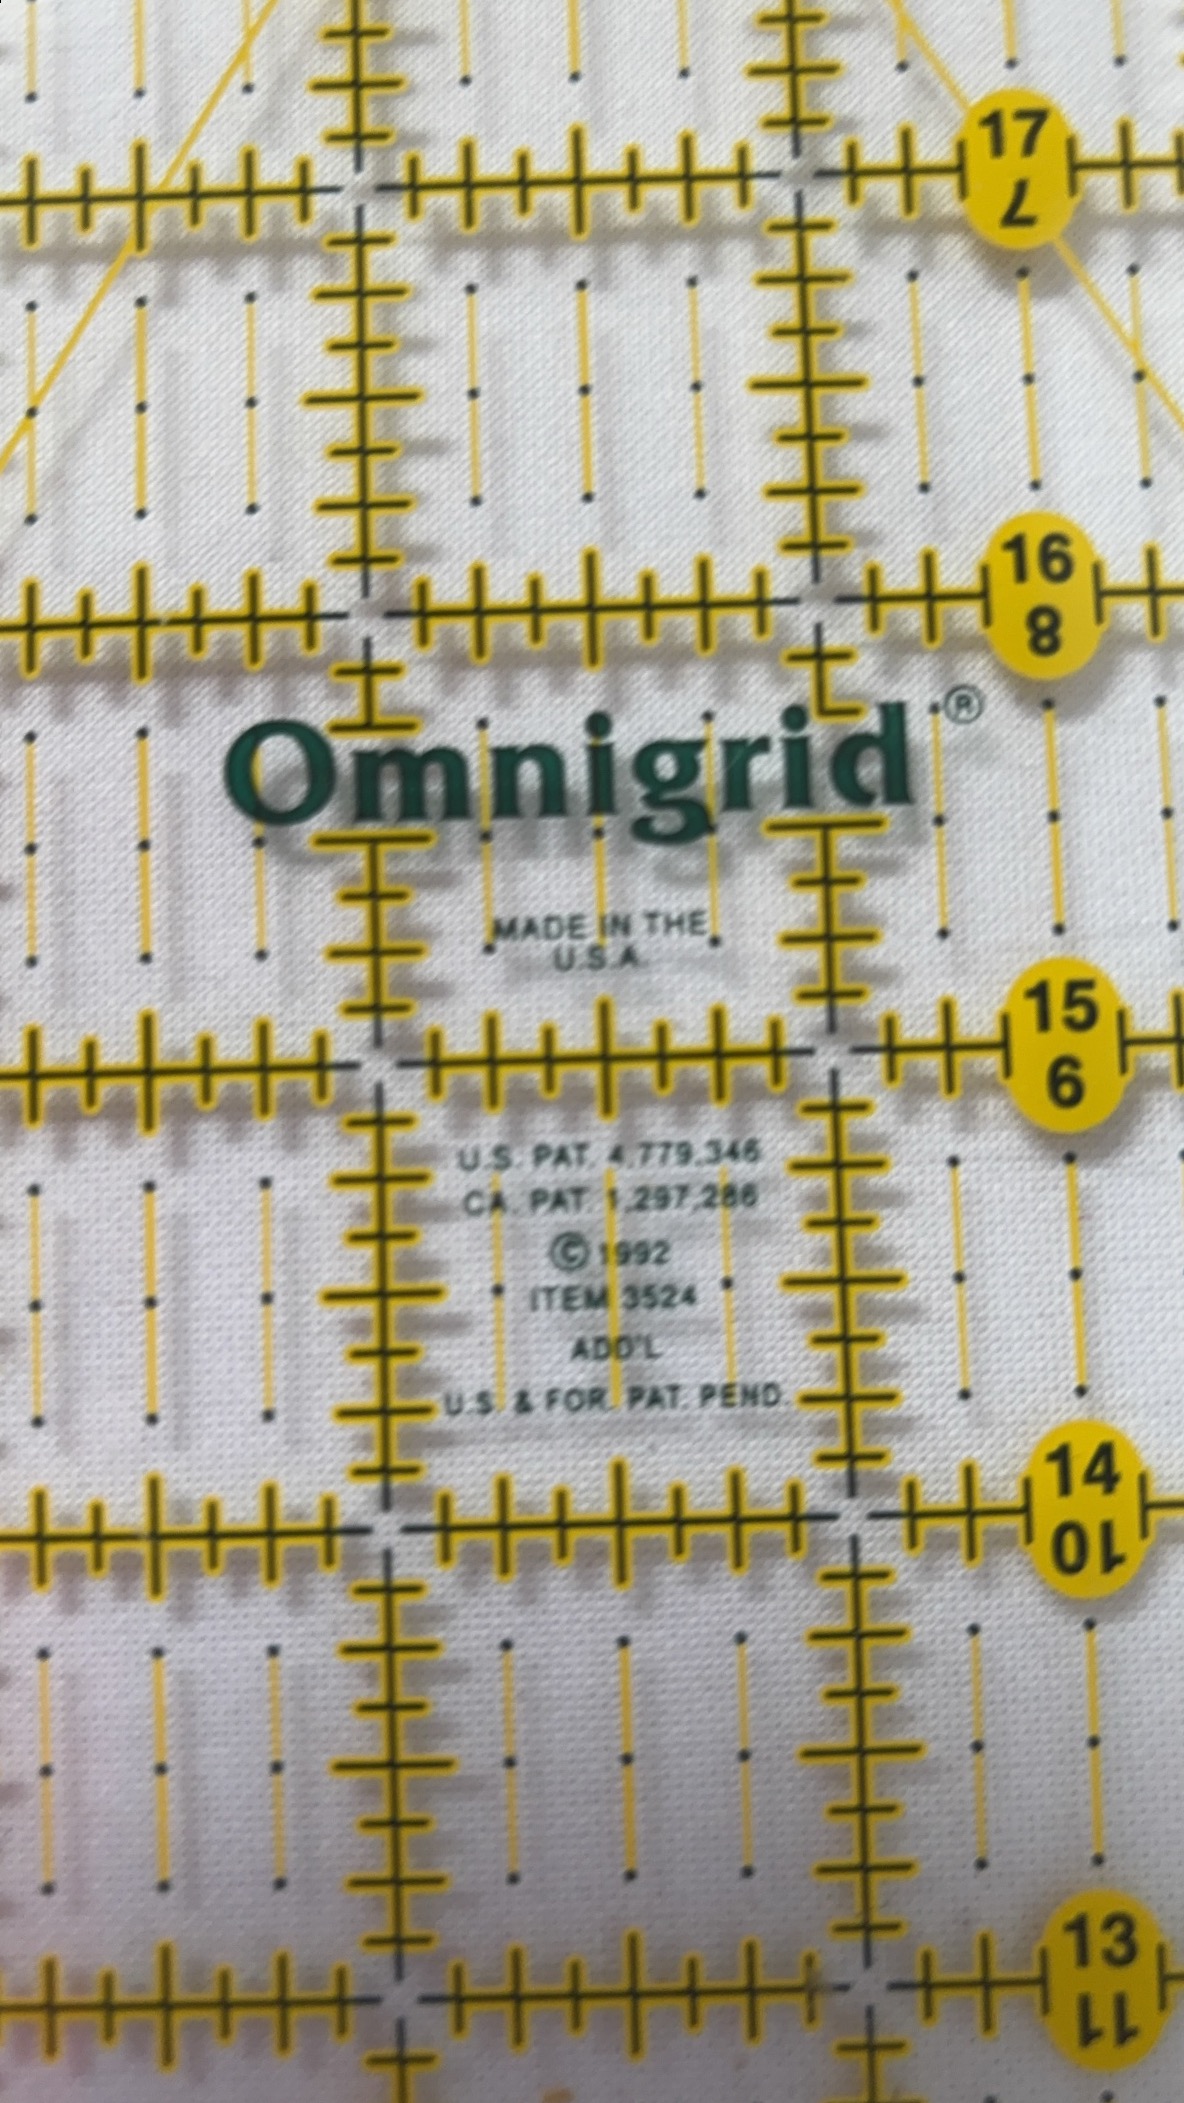 17
7
16
8
Omnigrid®
MADE IN THE
U.S.A.
15
9
U.S. PAT. 4,779,346
CA. PAT. 1,297,286
© 1992
ITEM 3524
ADD'L
U.S. & FOR. PAT. PEND.
14
10
13
11